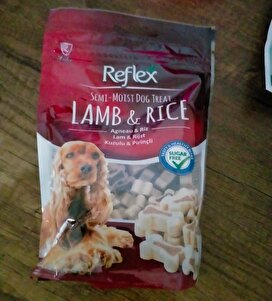 Reflex
SEMI-MOIST DOG TREAT
LAMB & RICE
Agneau & Riz
Lam & Rijst
Kuzulu & Pirinçli
SUGAR
FREE